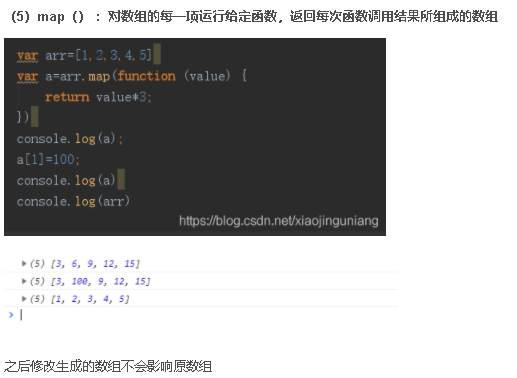 （5）map（）：对数组的每一项运行给定函数，返回每次函数调用结果所组成的数组
var arr=[1,2,3,4,5]
var a=arr.map(function (value) {
return value*3;
})
console.log(a);
a[1]=100;
console.log(a)
console.log(arr)
https://blog.csdn.net/xiaojinguniang
▶(5) [3, 6, 9, 12, 15]
▶(5) [3, 100, 9, 12, 15]
▶(5) [1, 2, 3, 4, 5]
>
之后修改生成的数组不会影响原数组